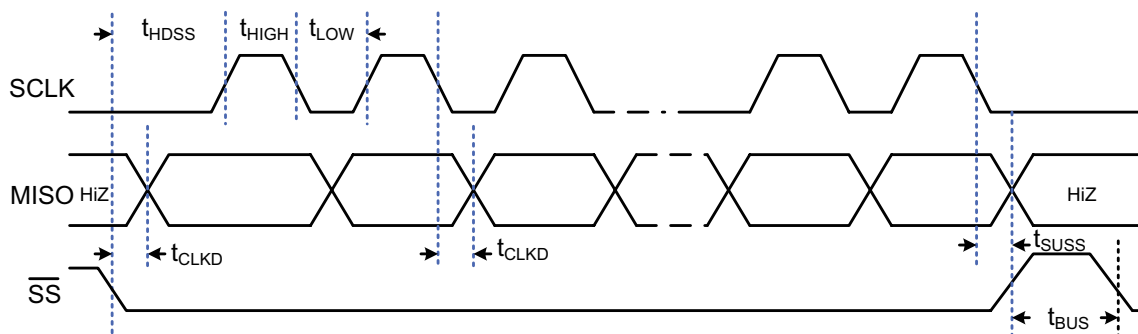 tHDSS tHIGH tLOW
SCLK
MISO HiZ HiZ
tCLKD tCLKD tSUSS
SS
tBUS